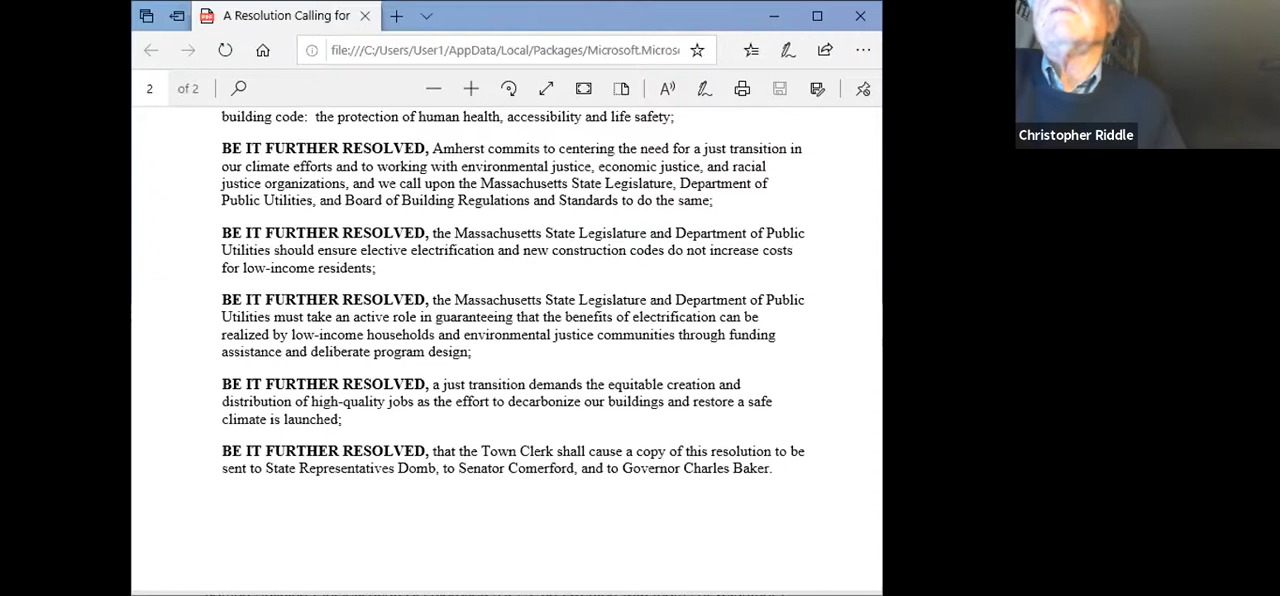 A Resolution Calling for
file:///C:/Users/User1/AppData/Local/Packages/Microsoft.Micros
2 of 2
building code: the protection of human health, accessibility and life safety;
BE IT FURTHER RESOLVED, Amherst commits to centering the need for a just transition in
our climate efforts and to working with environmental justice, economic justice, and racial
justice organizations, and we call upon the Massachusetts State Legislature, Department of
Public Utilities, and Board of Building Regulations and Standards to do the same;
BE IT FURTHER RESOLVED, the Massachusetts State Legislature and Department of Public
Utilities should ensure elective electrification and new construction codes do not increase costs
for low-income residents;
BE IT FURTHER RESOLVED, the Massachusetts State Legislature and Department of Public
Utilities must take an active role in guaranteeing that the benefits of electrification can be
realized by low-income households and environmental justice communities through funding
assistance and deliberate program design;
BE IT FURTHER RESOLVED, a just transition demands the equitable creation and
distribution of high-quality jobs as the effort to decarbonize our buildings and restore a safe
climate is launched;
BE IT FURTHER RESOLVED, that the Town Clerk shall cause a copy of this resolution to be
sent to State Representatives Domb, to Senator Comerford, and to Governor Charles Baker.
Christopher Riddle